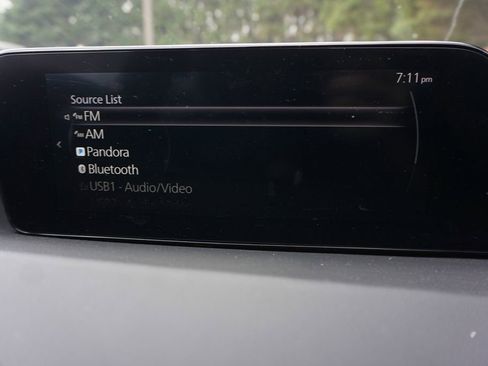 7:11 pm
Source List
FM
AM
Pandora
Bluetooth
USB1 - Audio/Video